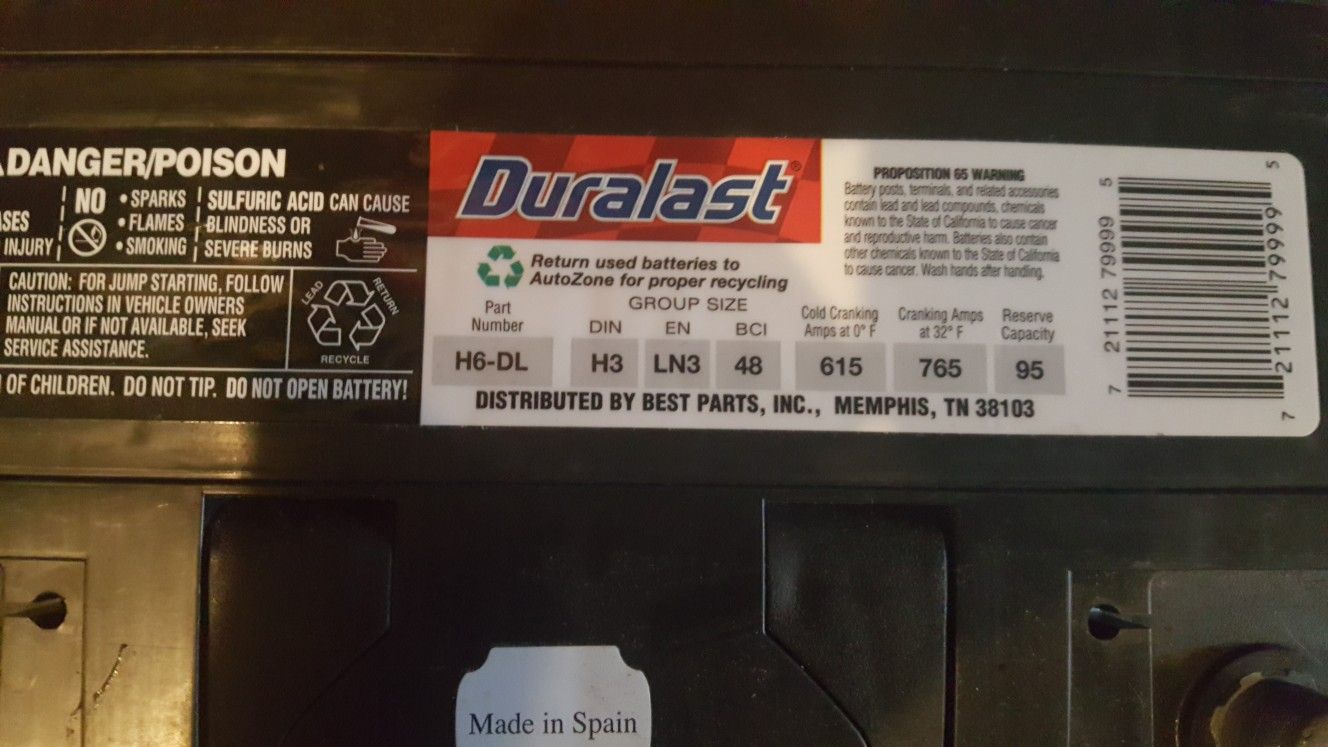 DANGER/POISON
NO
• SPARKS
• FLAMES
• SMOKING
SULFURIC ACID CAN CAUSE
BLINDNESS OR
SEVERE BURNS
INJURY
CAUTION: FOR JUMP STARTING, FOLLOW
INSTRUCTIONS IN VEHICLE OWNERS
MANUAL OR IF NOT AVAILABLE, SEEK
SERVICE ASSISTANCE.
LEAD
RETURN
RECYCLE
OF CHILDREN. DO NOT TIP. DO NOT OPEN BATTERY!
Duralast®
Return used batteries to
AutoZone for proper recycling
GROUP SIZE
Part
Number
DIN EN BCI
Cold Cranking
Amps at 0° F
Cranking Amps
at 32° F
Reserve
Capacity
H6-DL H3 LN3 48 615 765 95
DISTRIBUTED BY BEST PARTS, INC., MEMPHIS, TN 38103
PROPOSITION 65 WARNING
Battery posts, terminals, and related accessories
contain lead and lead compounds, chemicals
known to the State of California to cause cancer
and reproductive harm. Batteries also contain
other chemicals known to the State of California
to cause cancer. Wash hands after handling.
7 21112 79999 5
7 21112 79999 5
Made in Spain